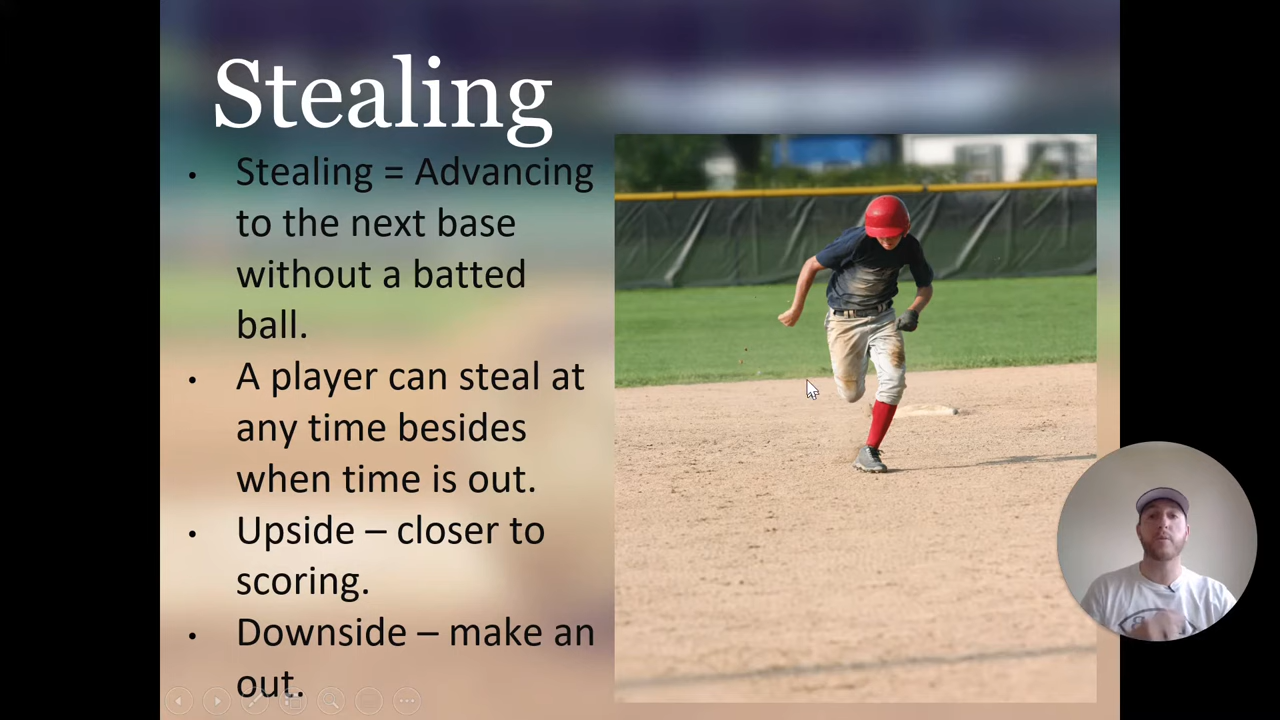 Stealing
• Stealing = Advancing
to the next base
without a batted
ball.
• A player can steal at
any time besides
when time is out.
• Upside – closer to
scoring.
• Downside – make an
out.